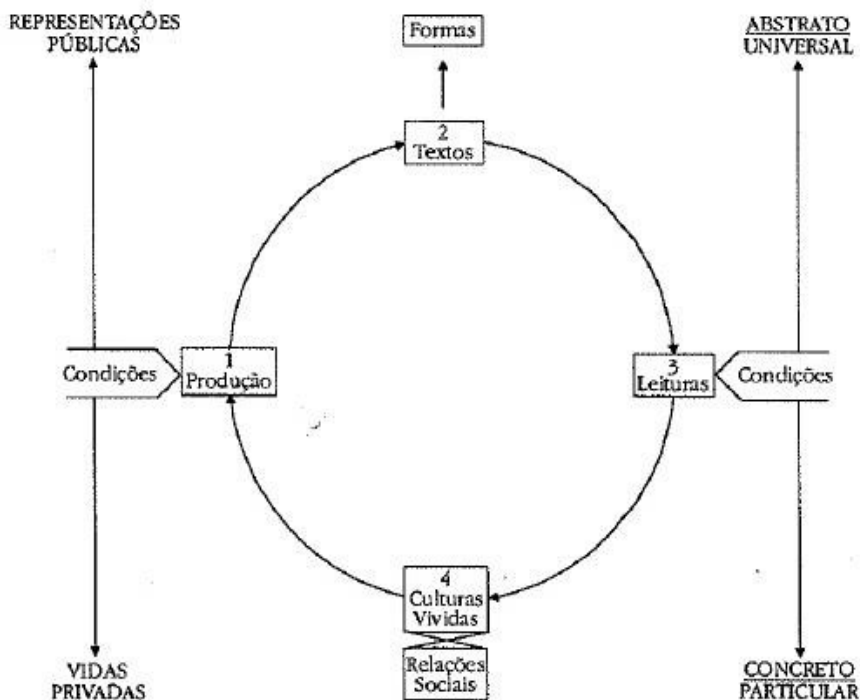 REPRESENTAÇÕES
PÚBLICAS
Formas
ABSTRATO
UNIVERSAL
2
Textos
Condições
1
Produção
3
Leituras
Condições
4
Culturas
Vividas
Relações
Sociais
VIDAS
PRIVADAS
CONCRETO
PARTICULAR